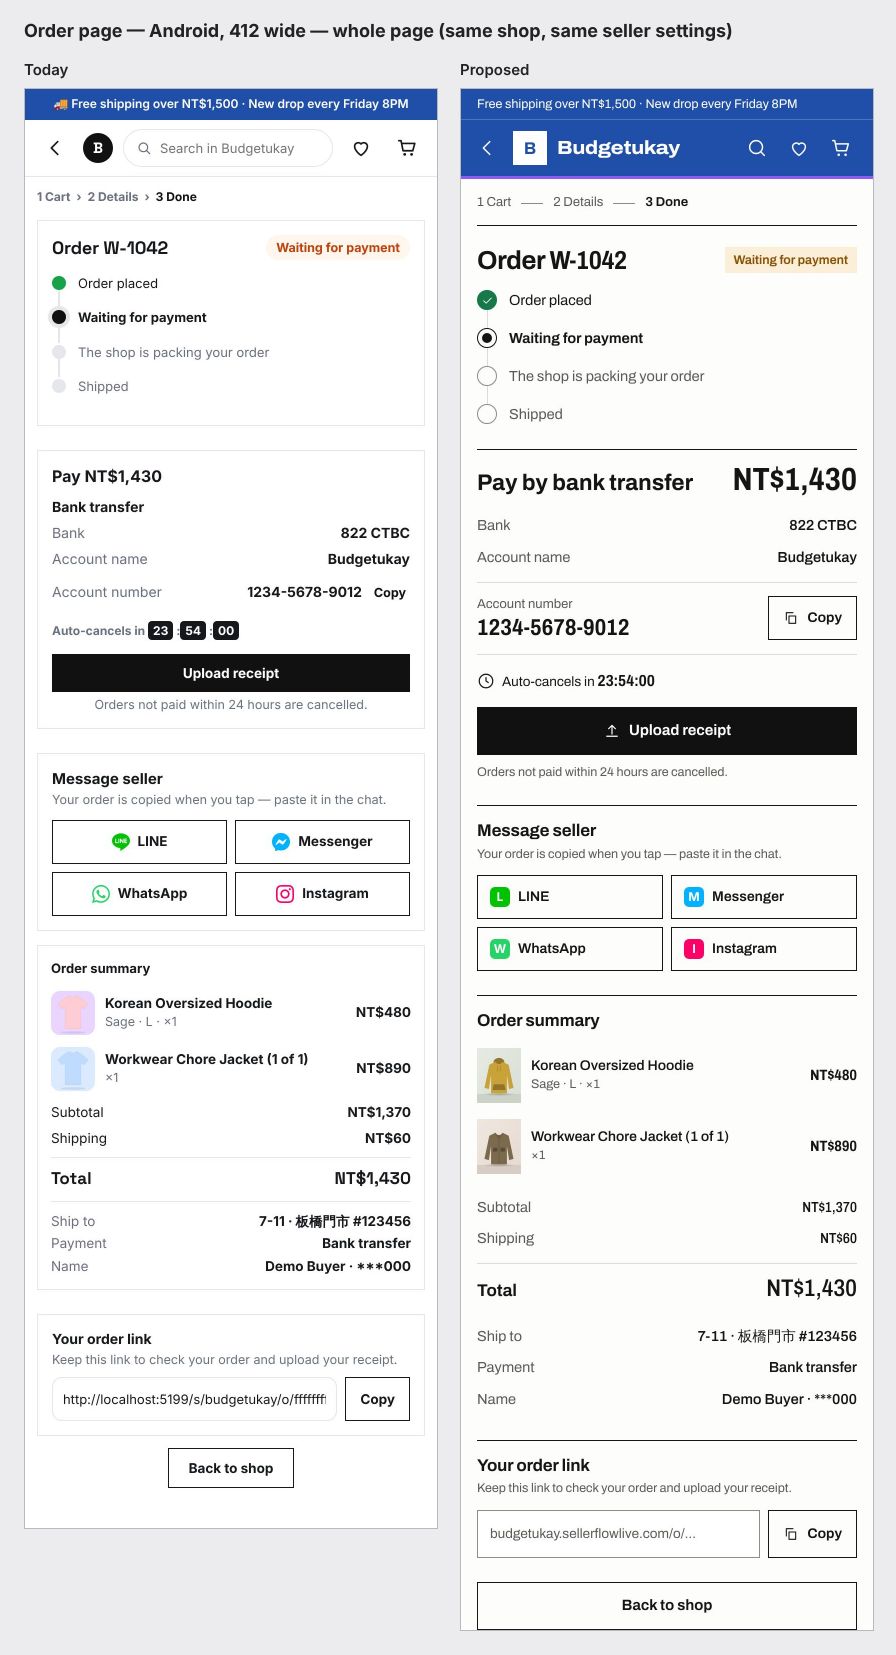 Order page — Android, 412 wide — whole page (same shop, same seller settings)
Today
🚚 Free shipping over NT$1,500 · New drop every Friday 8PM
B
Search in Budgetukay
1 Cart › 2 Details › 3 Done
Order W-1042
Waiting for payment
Order placed
Waiting for payment
The shop is packing your order
Shipped
Pay NT$1,430
Bank transfer
Bank 822 CTBC
Account name Budgetukay
Account number 1234-5678-9012 Copy
Auto-cancels in 23 : 54 : 00
Upload receipt
Orders not paid within 24 hours are cancelled.
Message seller
Your order is copied when you tap — paste it in the chat.
LINE LINE
Messenger
WhatsApp
Instagram
Order summary
Korean Oversized Hoodie
Sage · L · ×1
NT$480
Workwear Chore Jacket (1 of 1)
×1
NT$890
Subtotal NT$1,370
Shipping NT$60
Total NT$1,430
Ship to 7-11 · 板橋門市 #123456
Payment Bank transfer
Name Demo Buyer · ***000
Your order link
Keep this link to check your order and upload your receipt.
http://localhost:5199/s/budgetukay/o/fffffff
Copy
Back to shop
Proposed
Free shipping over NT$1,500 · New drop every Friday 8PM
B Budgetukay
1 Cart — 2 Details — 3 Done
Order W-1042
Waiting for payment
Order placed
Waiting for payment
The shop is packing your order
Shipped
Pay by bank transfer NT$1,430
Bank 822 CTBC
Account name Budgetukay
Account number
1234-5678-9012
Copy
Auto-cancels in 23:54:00
Upload receipt
Orders not paid within 24 hours are cancelled.
Message seller
Your order is copied when you tap — paste it in the chat.
L LINE
M Messenger
W WhatsApp
I Instagram
Order summary
Korean Oversized Hoodie
Sage · L · ×1
NT$480
Workwear Chore Jacket (1 of 1)
×1
NT$890
Subtotal NT$1,370
Shipping NT$60
Total NT$1,430
Ship to 7-11 · 板橋門市 #123456
Payment Bank transfer
Name Demo Buyer · ***000
Your order link
Keep this link to check your order and upload your receipt.
budgetukay.sellerflowlive.com/o/...
Copy
Back to shop